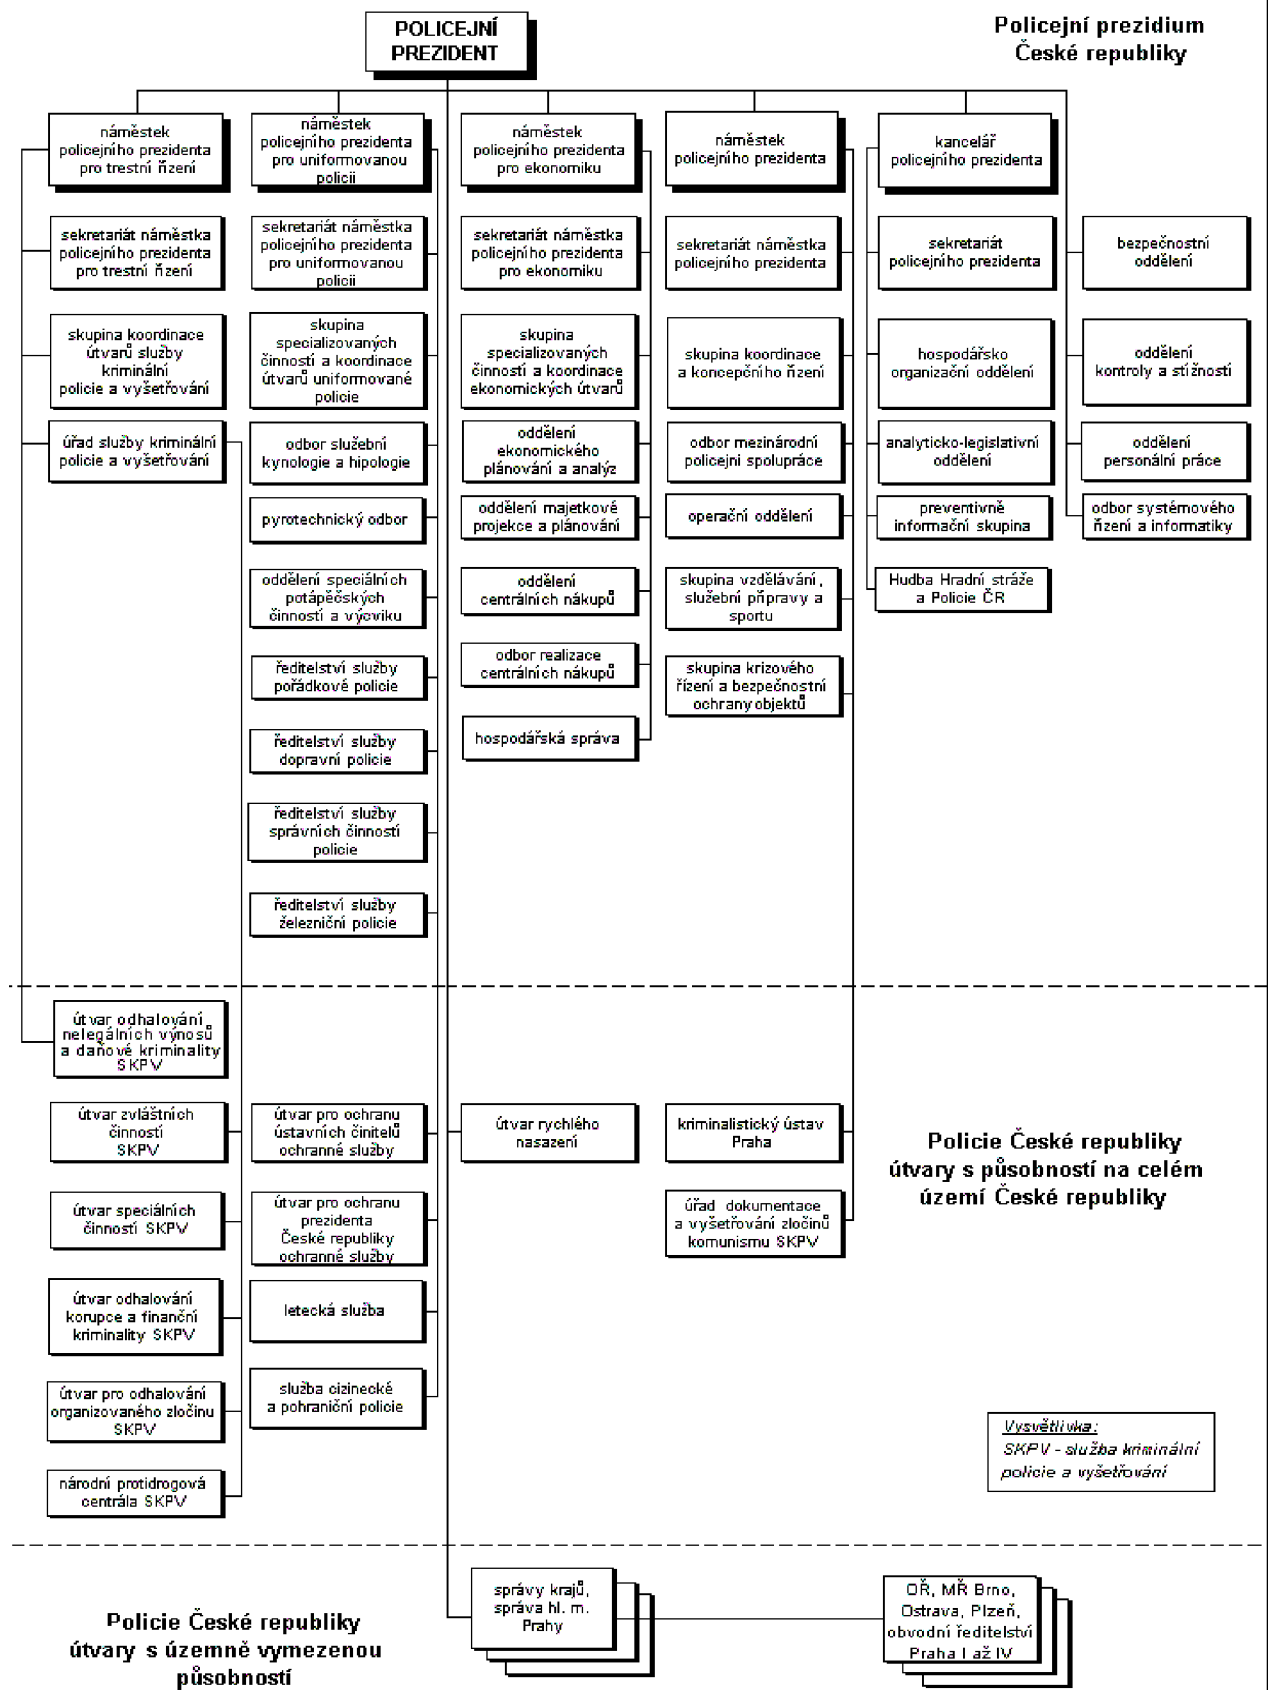 POLICEJNÍ
PREZIDENT
Policejní prezidium
České republiky
náměstek
policejního prezidenta
pro trestní řízení
náměstek
policejního prezidenta
pro uniformovanou
policii
náměstek
policejního prezidenta
pro ekonomiku
náměstek
policejního prezidenta
kancelář
policejního prezidenta
sekretariát náměstka
policejního prezidenta
pro trestní řízení
sekretariát náměstka
policejního prezidenta
pro uniformovanou
policii
sekretariát náměstka
policejního prezidenta
pro ekonomiku
sekretariát náměstka
policejního prezidenta
sekretariát
policejního prezidenta
bezpečnostní
oddělení
skupina koordinace
útvarů služby
kriminální
policie a vyšetřování
skupina
specializovaných
činností a koordinace
útvarů uniformované
policie
skupina
specializovaných
činností a koordinace
ekonomických útvarů
skupina koordinace
a koncepčního řízení
hospodářsko
organizační oddělení
oddělení
kontroly a stížností
úřad služby kriminální
policie a vyšetřování
odbor služební
kynologie a hipologie
oddělení
ekonomického
plánování a analýz
odbor mezinárodní
policejní spolupráce
analyticko-legislativní
oddělení
oddělení
personální práce
pyrotechnický odbor
oddělení majetkové
projekce a plánování
operační oddělení
preventivně
informační skupina
odbor systémového
řízení a informatiky
oddělení speciálních
potápěčských
činností a výcviku
oddělení
centrálních nákupů
skupina vzdělávání,
služební přípravy a
sportu
Hudba Hradní stráže
a Policie ČR
ředitelství služby
pořádkové policie
odbor realizace
centrálních nákupů
skupina krizového
řízení a bezpečnostní
ochrany objektů
ředitelství služby
dopravní policie
hospodářská správa
ředitelství služby
správních činností
policie
ředitelství služby
železniční policie
útvar odhalování
nelegálních výnosů
a daňové kriminality
SKPV
útvar zvláštních
činností
SKPV
útvar pro ochranu
ústavních činitelů
ochranné služby
útvar rychlého
nasazení
kriminalistický ústav
Praha
Policie České republiky
útvary s působností na celém
území České republiky
útvar speciálních
činností SKPV
útvar pro ochranu
prezidenta
České republiky
ochranné služby
úřad dokumentace
a vyšetřování zločinů
komunismu SKPV
útvar odhalování
korupce a finanční
kriminality SKPV
letecká služba
útvar pro odhalování
organizovaného zločinu
SKPV
služba cizinecké
a pohraniční policie
národní protidrogová
centrála SKPV
Vysvětlivka:
SKPV - služba kriminální
policie a vyšetřování
Policie České republiky
útvary s územně vymezenou
působností
správy krajů,
správa hl. m.
Prahy
OŘ, MŘ Brno,
Ostrava, Plzeň,
obvodní ředitelství
Praha I až IV